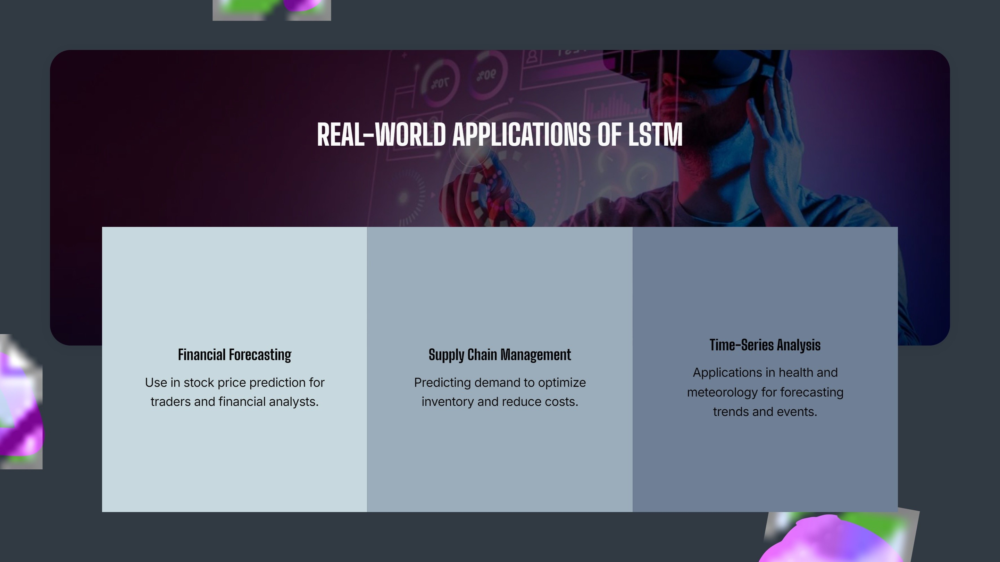 REAL-WORLD APPLICATIONS OF LSTM
70%
90%
Financial Forecasting
Use in stock price prediction for
traders and financial analysts.
Supply Chain Management
Predicting demand to optimize
inventory and reduce costs.
Time-Series Analysis
Applications in health and
meteorology for forecasting
trends and events.